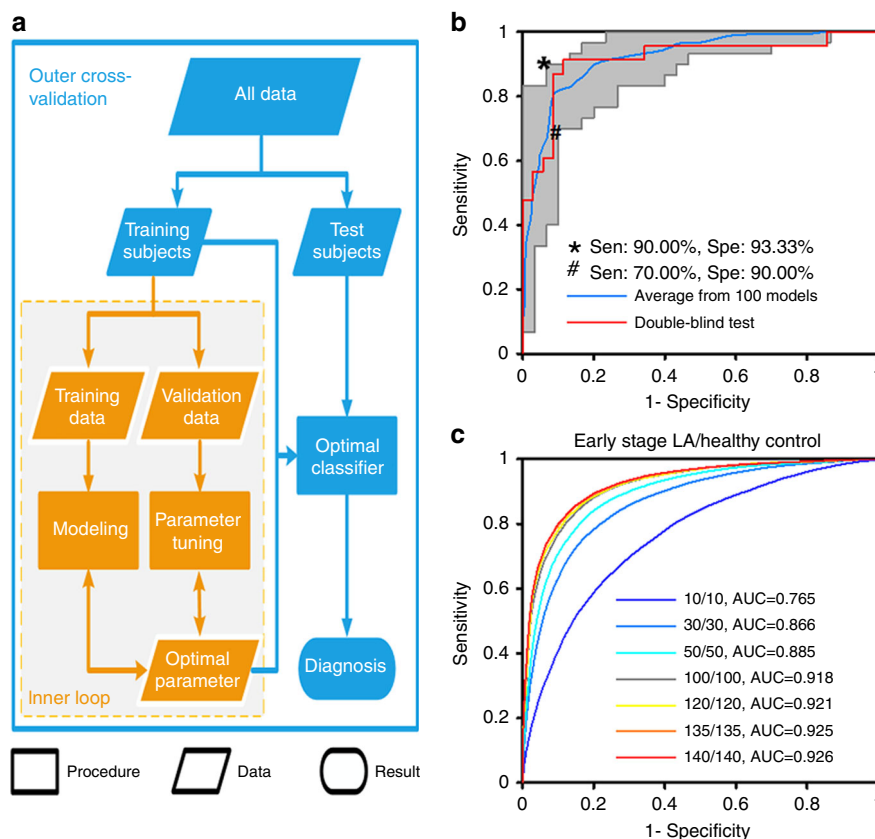 a
Outer cross-
validation
All data
Training
subjects
Test
subjects
Training
data
Validation
data
Optimal
classifier
Modeling
Parameter
tuning
Optimal
parameter
Diagnosis
Inner loop
Procedure
Data
Result
b
1
0.8
0.6
0.4
0.2
0
Sensitivity
*
#
* Sen: 90.00%, Spe: 93.33%
# Sen: 70.00%, Spe: 90.00%
Average from 100 models
Double-blind test
0 0.2 0.4 0.6 0.8 1
1- Specificity
c
Early stage LA/healthy control
1
0.8
0.6
0.4
0.2
0
Sensitivity
10/10, AUC=0.765
30/30, AUC=0.866
50/50, AUC=0.885
100/100, AUC=0.918
120/120, AUC=0.921
135/135, AUC=0.925
140/140, AUC=0.926
0 0.2 0.4 0.6 0.8 1
1- Specificity